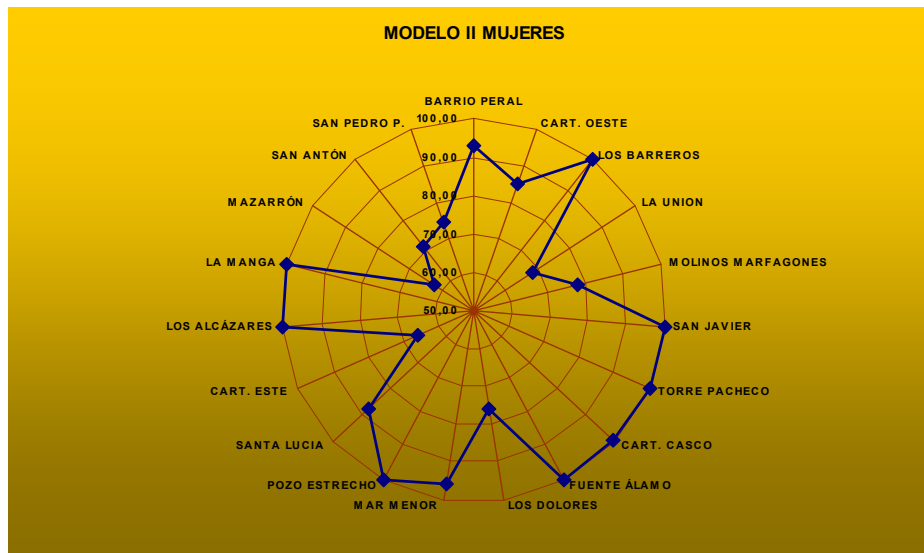 MODELO II MUJERES
BARRIO PERAL
SAN PEDRO P.
100,00
CART. OESTE
SAN ANTÓN
90,00
LOS BARREROS
MAZARRÓN
80,00
LA UNION
70,00
LA MANGA
60,00
MOLINOS MARFAGONES
50,00
LOS ALCÁZARES
SAN JAVIER
CART. ESTE
TORRE PACHECO
SANTA LUCIA
CART. CASCO
POZO ESTRECHO
FUENTE ÁLAMO
MAR MENOR
LOS DOLORES